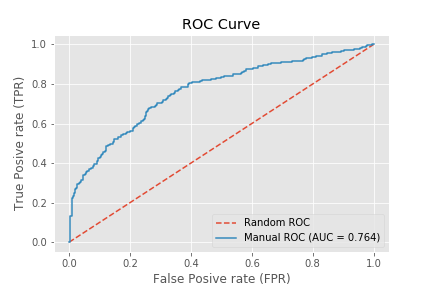 ROC Curve
True Posive rate (TPR)
1.0
0.8
0.6
0.4
0.2
0.0
Random ROC
Manual ROC (AUC = 0.764)
0.0 0.2 0.4 0.6 0.8 1.0
False Posive rate (FPR)